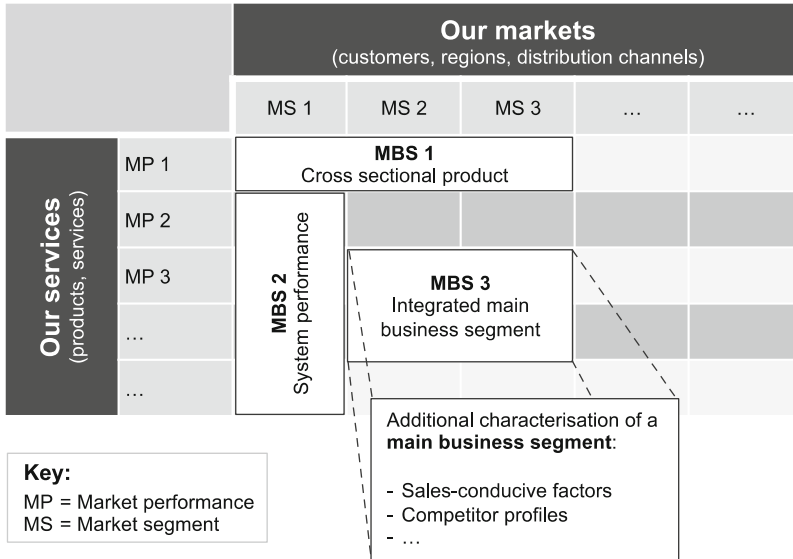 Our markets
(customers, regions, distribution channels)
MS 1 MS 2 MS 3 … …
Our services
(products, services)
MP 1
MP 2
MP 3
…
…
MBS 1
Cross sectional product
MBS 2
System performance
MBS 3
Integrated main
business segment
Additional characterisation of a
main business segment:
- Sales-conducive factors
- Competitor profiles
- …
Key:
MP = Market performance
MS = Market segment